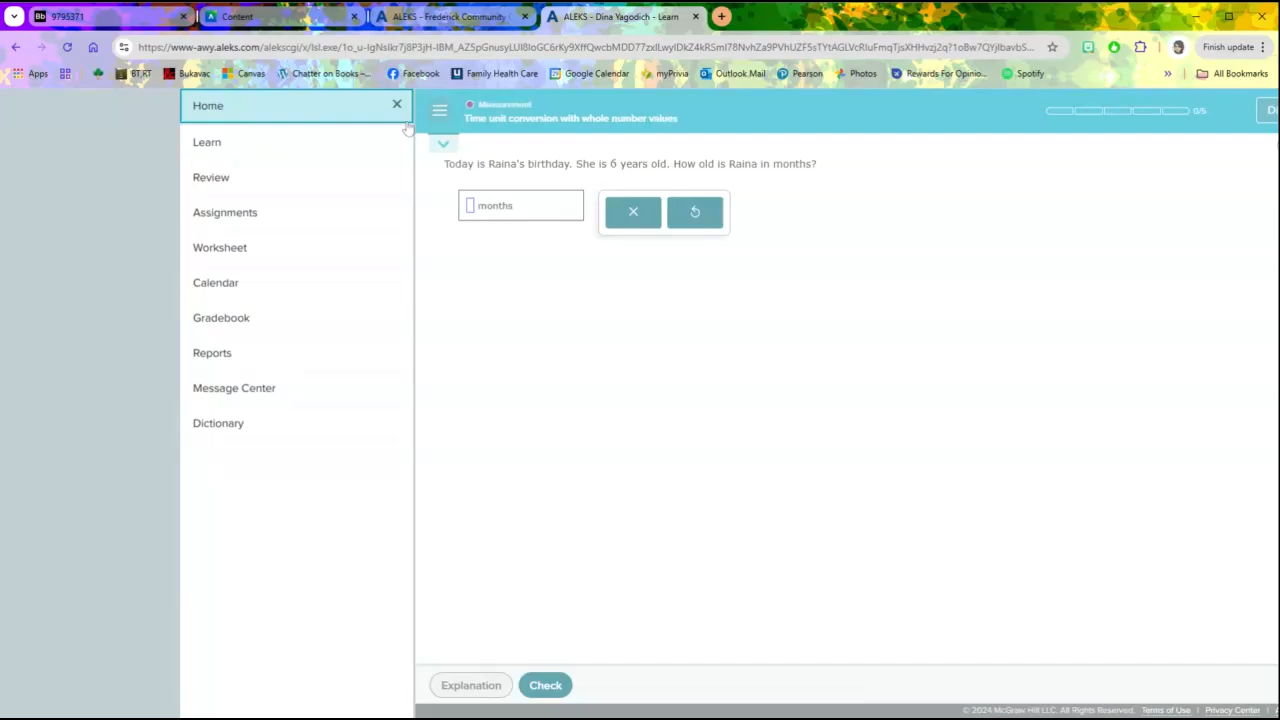 9795371
Content
ALEKS - Frederick Community
ALEKS - Dina Yagodich - Learn
Finish update
Apps
BT,RT
Bukavac
Canvas
Chatter on Books –...
Facebook
Family Health Care
Google Calendar
myPrivia
Outlook Mail
Pearson
Photos
Rewards For Opinio...
Spotify
All Bookmarks
Home
Learn
Review
Assignments
Worksheet
Calendar
Gradebook
Reports
Message Center
Dictionary
Measurement
Time unit conversion with whole number values
0/5
Today is Raina's birthday. She is 6 years old. How old is Raina in months?
months
Explanation
Check
© 2024 McGraw Hill LLC. All Rights Reserved. Terms of Use | Privacy Center |